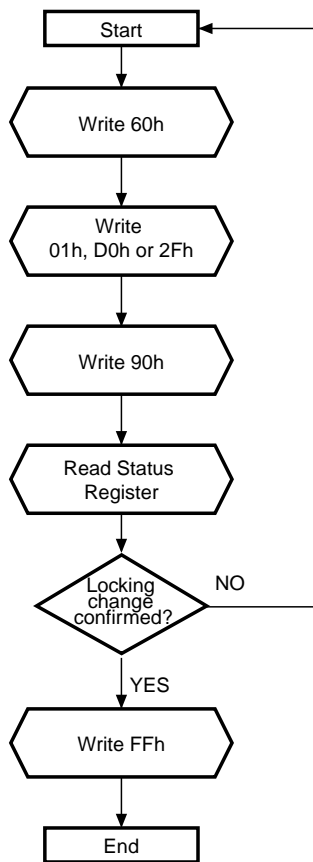 Start
Write 60h
Write
01h, D0h or 2Fh
Write 90h
Read Status
Register
Locking
change
confirmed?
NO
YES
Write FFh
End